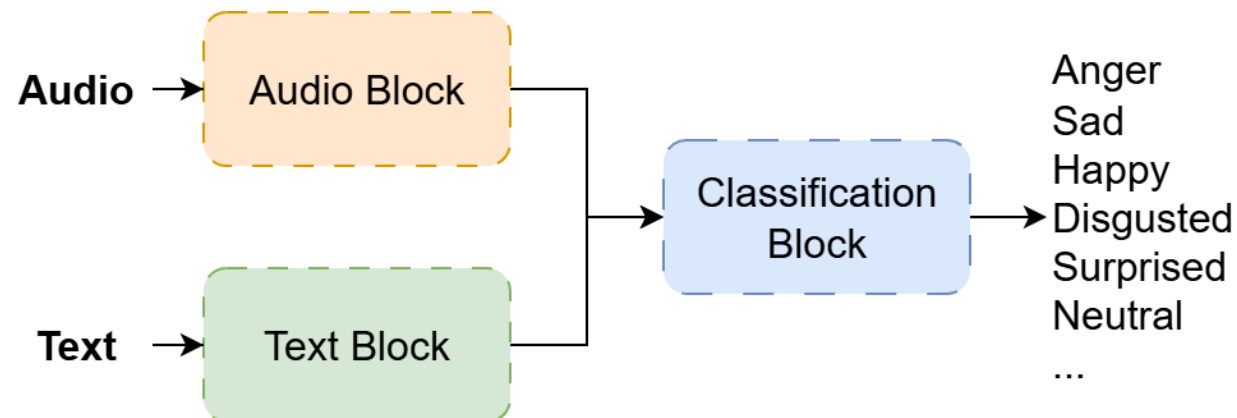 Audio
Audio Block
Text
Text Block
Classification
Block
Anger
Sad
Happy
Disgusted
Surprised
Neutral
...